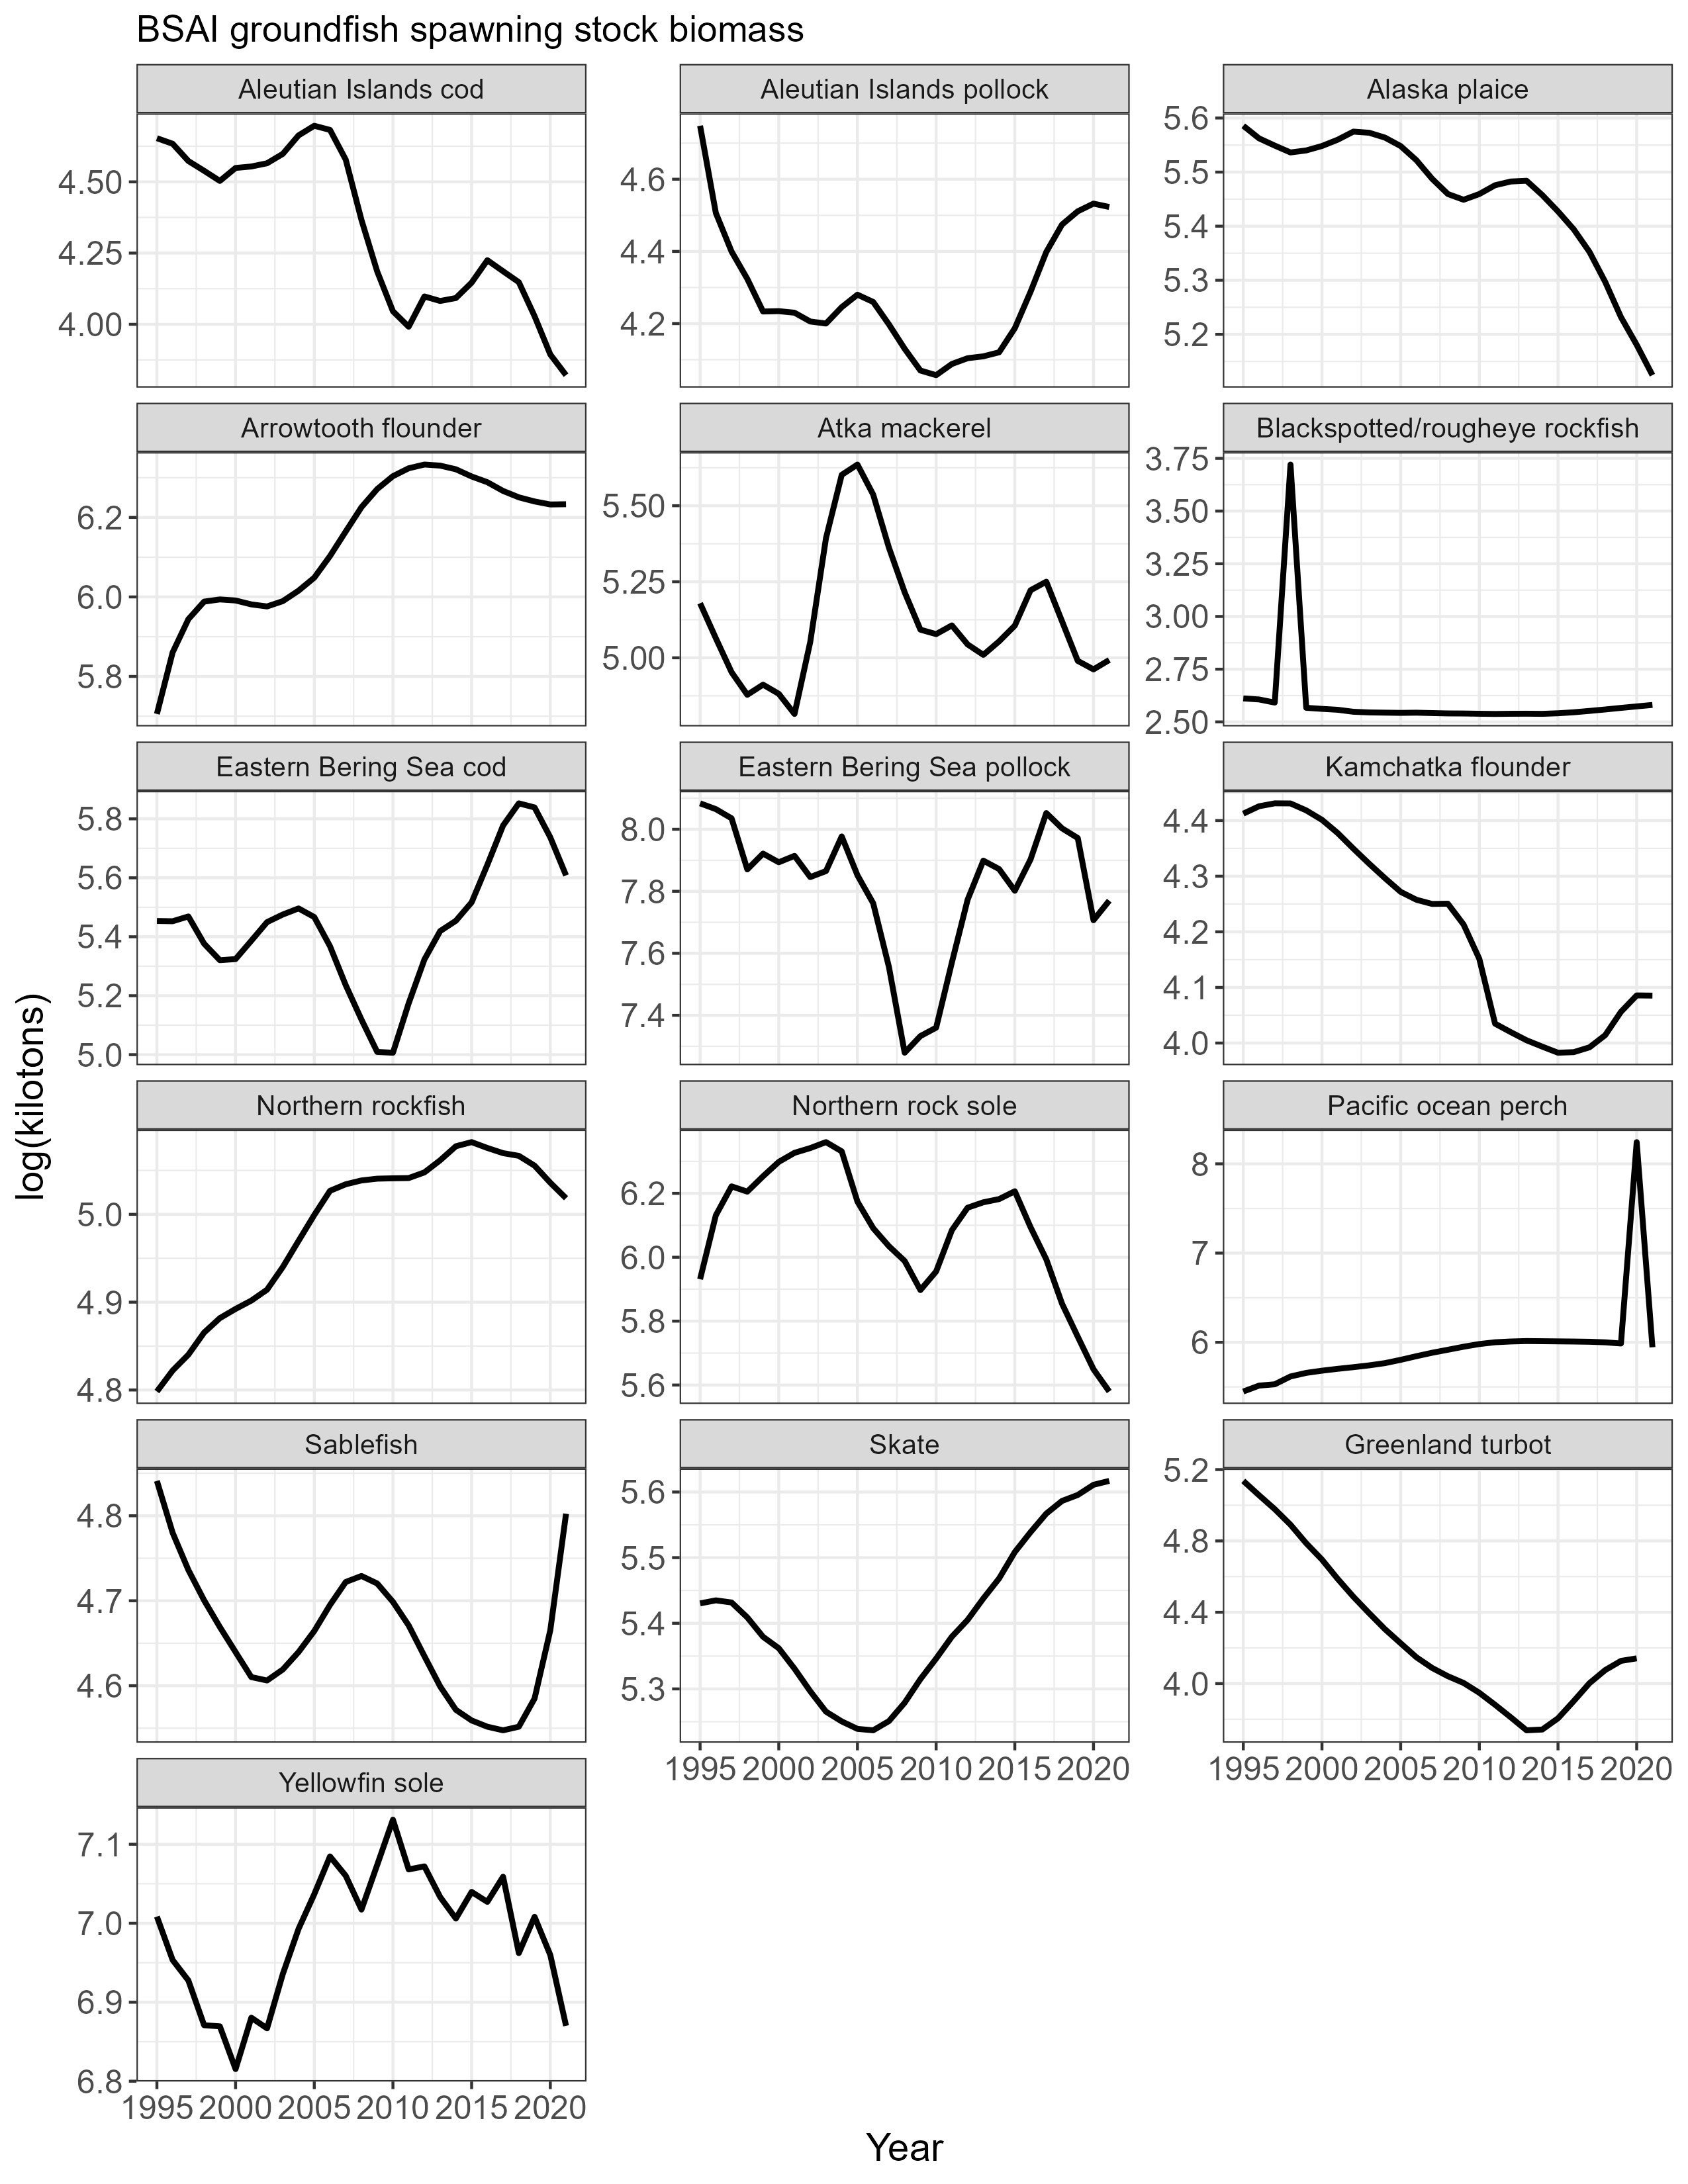 BSAI groundfish spawning stock biomass
Aleutian Islands cod
4.50
4.25
4.00
Aleutian Islands pollock
4.6
4.4
4.2
Alaska plaice
5.6
5.5
5.4
5.3
5.2
Arrowtooth flounder
6.2
6.0
5.8
Atka mackerel
5.50
5.25
5.00
Blackspotted/rougheye rockfish
3.75
3.50
3.25
3.00
2.75
2.50
Eastern Bering Sea cod
5.8
5.6
5.4
5.2
5.0
Eastern Bering Sea pollock
8.0
7.8
7.6
7.4
Kamchatka flounder
4.4
4.3
4.2
4.1
4.0
log(kilotons)
Northern rockfish
5.0
4.9
4.8
Northern rock sole
6.2
6.0
5.8
5.6
Pacific ocean perch
8
7
6
Sablefish
4.8
4.7
4.6
Skate
5.6
5.5
5.4
5.3
1995 2000 2005 2010 2015 2020
Greenland turbot
5.2
4.8
4.4
4.0
1995 2000 2005 2010 2015 2020
Yellowfin sole
7.1
7.0
6.9
6.8
1995 2000 2005 2010 2015 2020
Year